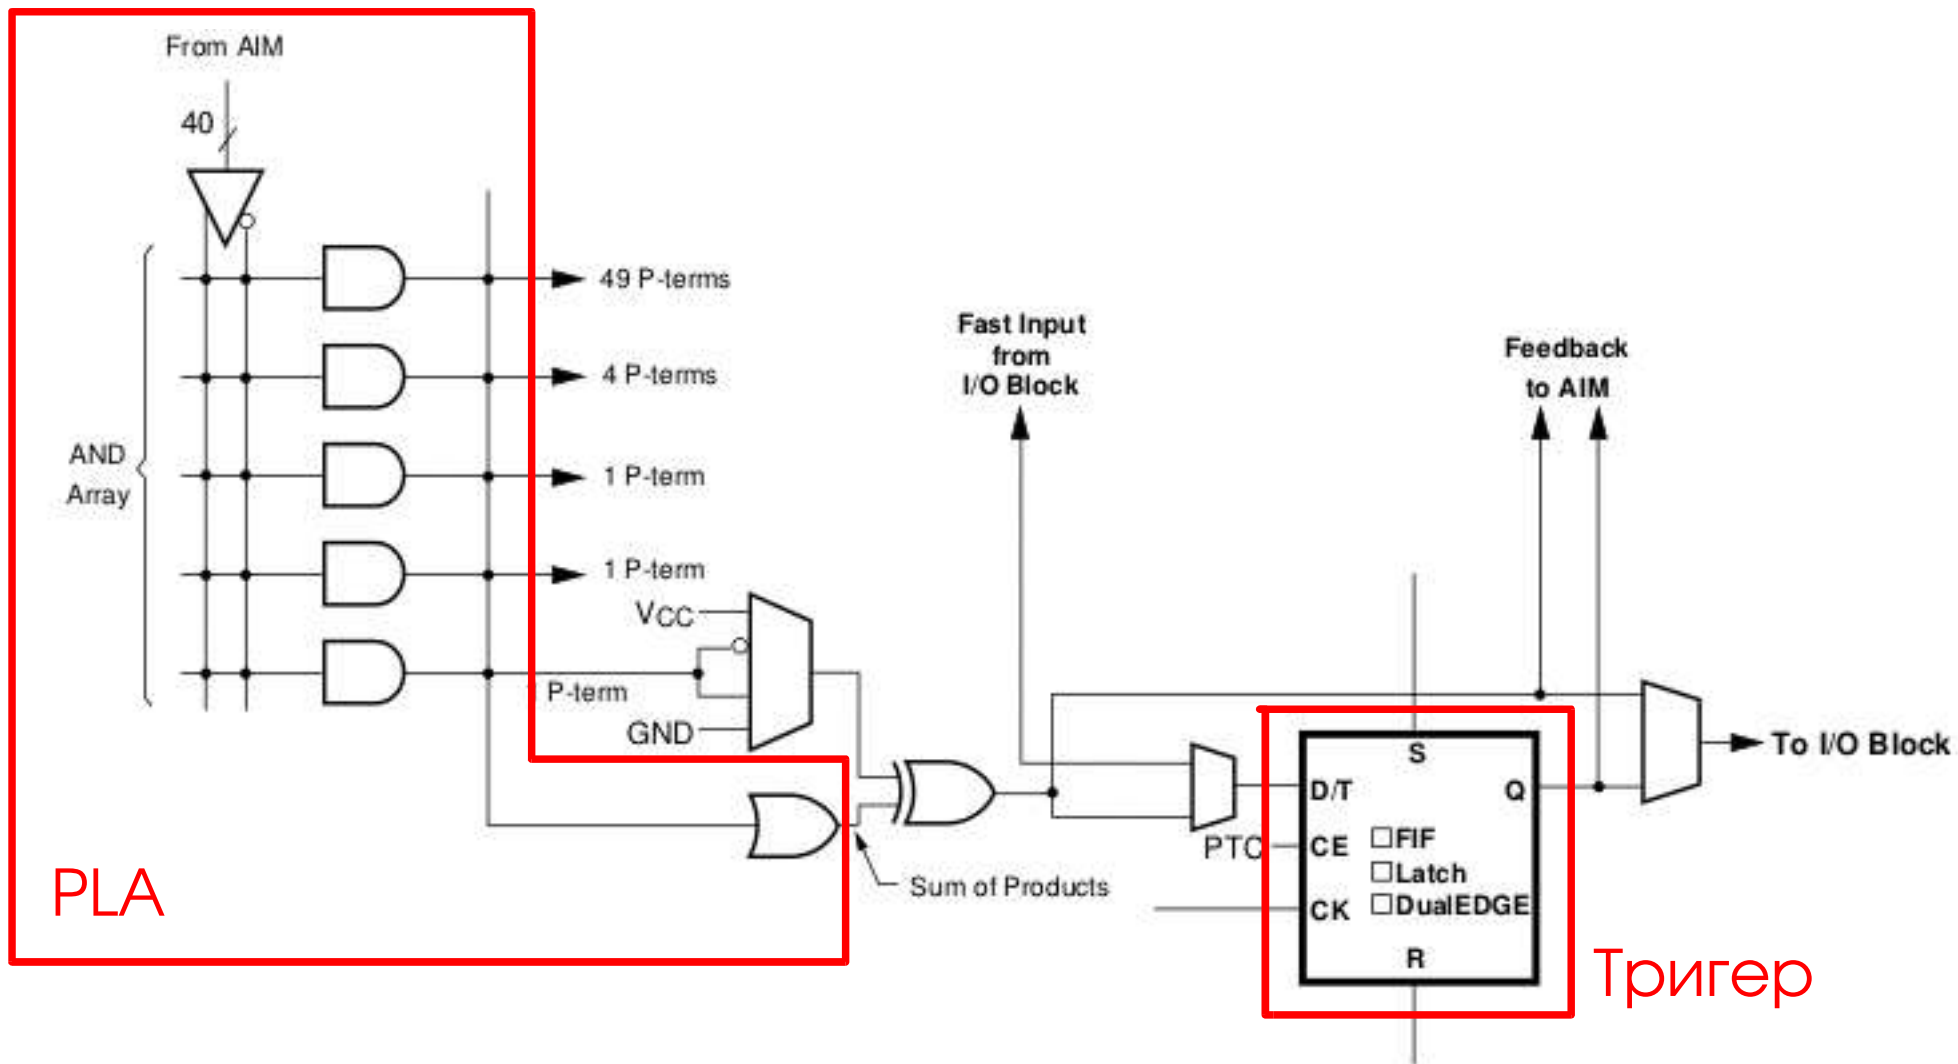 From AIM
40
49 P-terms
4 P-terms
AND
Array
1 P-term
1 P-term
VCC
P-term
GND
Fast Input
from
I/O Block
Feedback
to AIM
To I/O Block
S
D/T
Q
PTC
CE
FIF
Latch
CK
DualEDGE
R
Sum of Products
PLA
Тригер